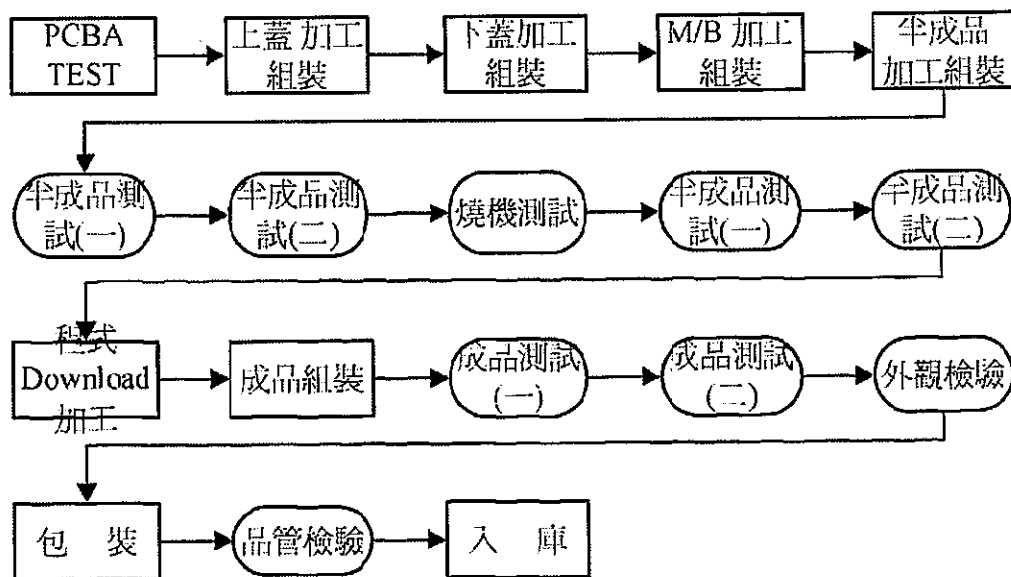 PCBA
TEST
上蓋 加工
組裝
下蓋加工
組裝
M/B 加工
組裝
半成品
加工組裝
半成品測
試(一)
半成品測
試(二)
燒機測試
半成品測
試(一)
半成品測
試(二)
程式
Download
加工
成品組裝
成品測試
(一)
成品測試
(二)
外觀檢驗
包 裝
品管檢驗
入 庫